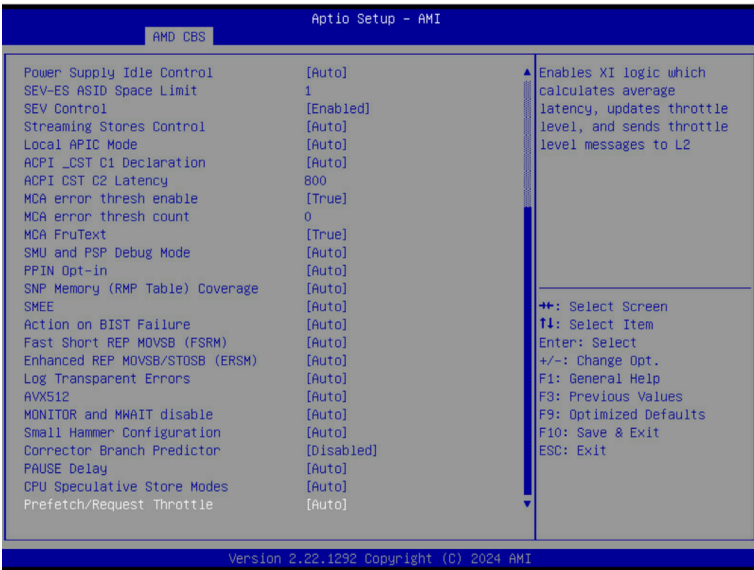 Aptio Setup – AMI
AMD CBS
Power Supply Idle Control [Auto]
SEV-ES ASID Space Limit 1
SEV Control [Enabled]
Streaming Stores Control [Auto]
Local APIC Mode [Auto]
ACPI _CST C1 Declaration [Auto]
ACPI CST C2 Latency 800
MCA error thresh enable [True]
MCA error thresh count 0
MCA FruText [True]
SMU and PSP Debug Mode [Auto]
PPIN Opt-in [Auto]
SNP Memory (RMP Table) Coverage [Auto]
SMEE [Auto]
Action on BIST Failure [Auto]
Fast Short REP MOVSB (FSRM) [Auto]
Enhanced REP MOVSB/STOSB (ERSM) [Auto]
Log Transparent Errors [Auto]
AVX512 [Auto]
MONITOR and MWAIT disable [Auto]
Small Hammer Configuration [Auto]
Corrector Branch Predictor [Disabled]
PAUSE Delay [Auto]
CPU Speculative Store Modes [Auto]
Prefetch/Request Throttle [Auto]
Enables XI logic which
calculates average
latency, updates throttle
level, and sends throttle
level messages to L2
→←: Select Screen
↑↓: Select Item
Enter: Select
+/-: Change Opt.
F1: General Help
F3: Previous Values
F9: Optimized Defaults
F10: Save & Exit
ESC: Exit
Version 2.22.1292 Copyright (C) 2024 AMI